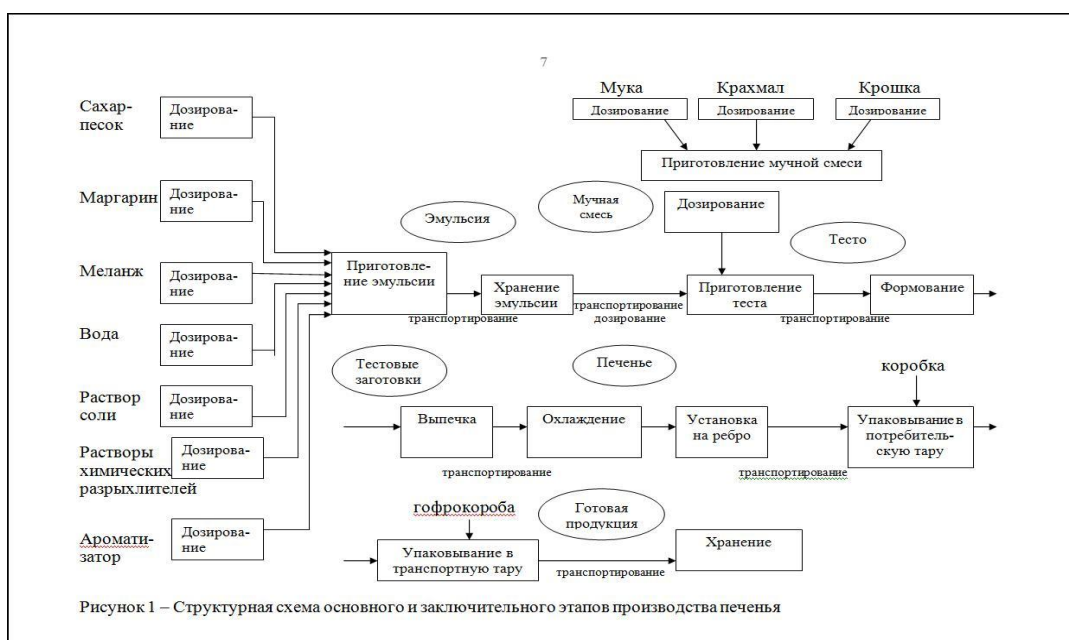 7
Мука Крахмал Крошка
Дозирование Дозирование Дозирование
Приготовление мучной смеси
Сахар-
песок
Дозирова-
ние
Маргарин
Дозирова-
ние
Меланж
Дозирова-
ние
Вода
Дозирова-
ние
Раствор
соли
Дозирова-
ние
Растворы
химических
разрыхлителей
Дозирова-
ние
Аромати-
затор
Дозирова-
ние
Эмульсия
Мучная
смесь
Дозирование
Тесто
Приготовле-
ние эмульсии
транспортирование
Хранение
эмульсии
транспортирование
дозирование
Приготовление
теста
транспортирование
Формование
Тестовые
заготовки
Печенье
коробка
Выпечка
транспортирование
Охлаждение
Установка
на ребро
транспортирование
Упаковывание в
потребитель-
скую тару
гофрокороба
Готовая
продукция
Упаковывание в
транспортную тару
транспортирование
Хранение
Рисунок 1 – Структурная схема основного и заключительного этапов производства печенья